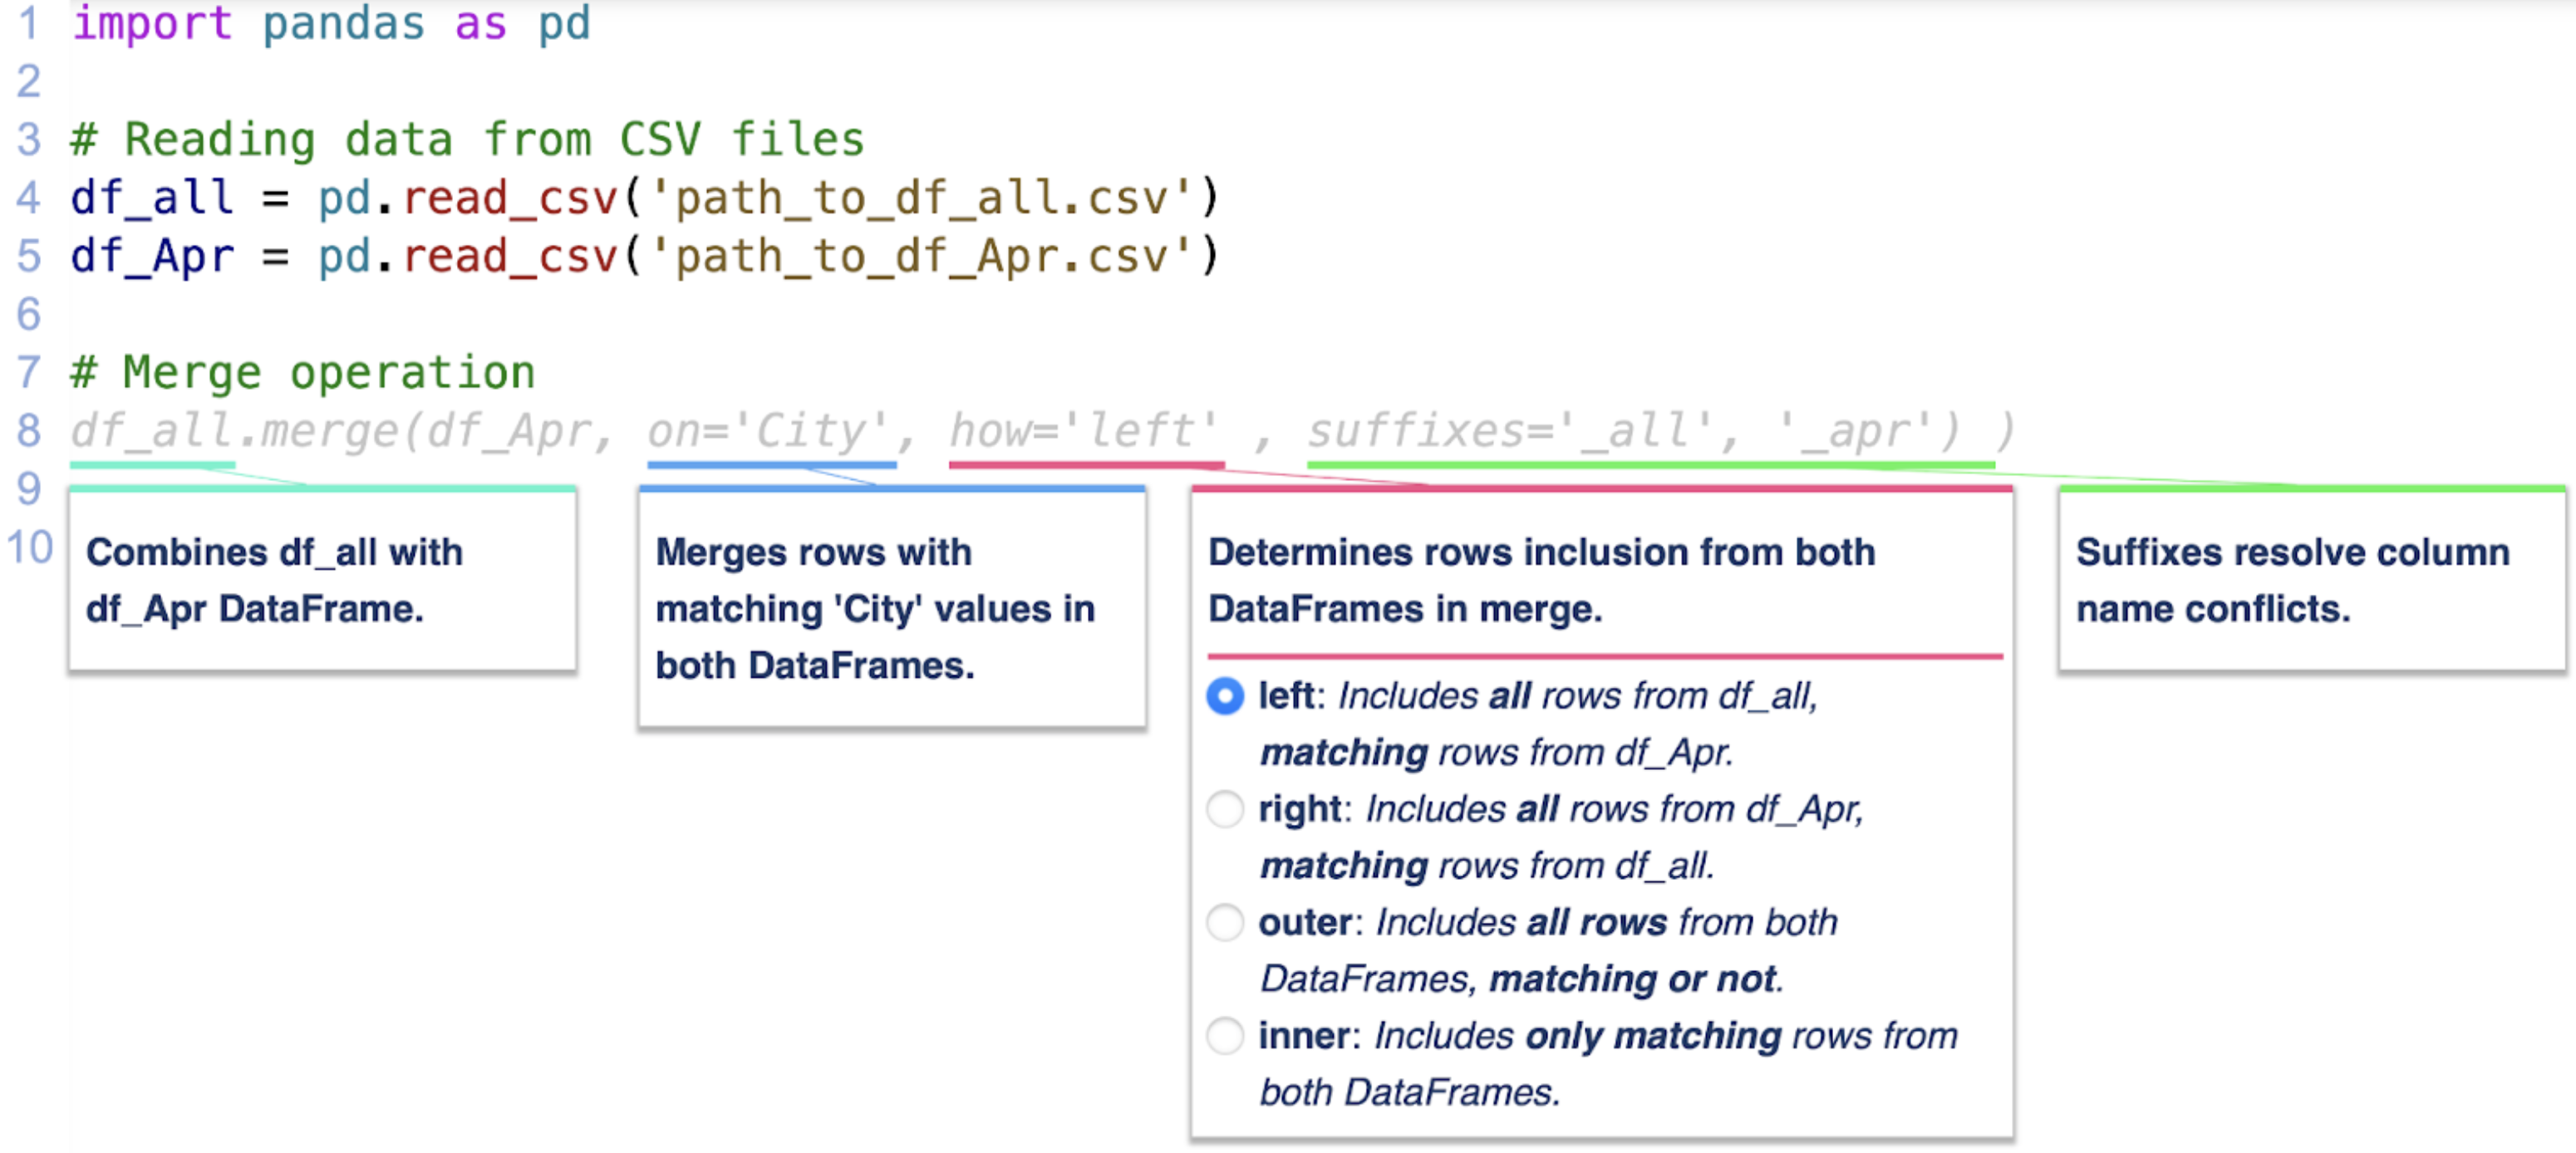 1 import pandas as pd
2
3 # Reading data from CSV files
4 df_all = pd.read_csv('path_to_df_all.csv')
5 df_Apr = pd.read_csv('path_to_df_Apr.csv')
6
7 # Merge operation
8 df_all.merge(df_Apr, on='City', how='left' , suffixes='_all', '_apr') )
9
10
Combines df_all with
df_Apr DataFrame.
Merges rows with
matching 'City' values in
both DataFrames.
Determines rows inclusion from both
DataFrames in merge.
left: Includes all rows from df_all,
matching rows from df_Apr.
right: Includes all rows from df_Apr,
matching rows from df_all.
outer: Includes all rows from both
DataFrames, matching or not.
inner: Includes only matching rows from
both DataFrames.
Suffixes resolve column
name conflicts.